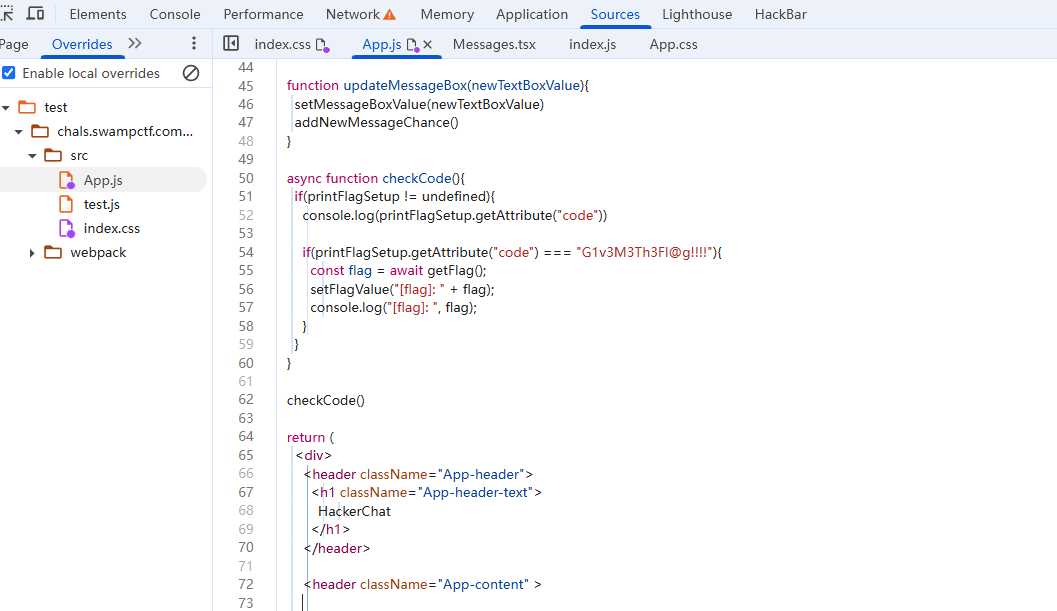 Elements Console Performance Network Memory Application Sources Lighthouse HackBar
Page Overrides index.css App.js Messages.tsx index.js App.css
Enable local overrides
test
chals.swampctf.com...
src
App.js
test.js
index.css
webpack
44
45 function updateMessageBox(newTextBoxValue){
46 setMessageBoxValue(newTextBoxValue)
47 addNewMessageChance()
48 }
49
50 async function checkCode(){
51 if(printFlagSetup != undefined){
52 console.log(printFlagSetup.getAttribute("code"))
53
54 if(printFlagSetup.getAttribute("code") === "G1v3M3Th3Fl@g!!!!"){
55 const flag = await getFlag();
56 setFlagValue("[flag]: " + flag);
57 console.log("[flag]: ", flag);
58 }
59 }
60 }
61
62 checkCode()
63
64 return (
65 <div>
66 <header className="App-header">
67 <h1 className="App-header-text">
68 HackerChat
69 </h1>
70 </header>
71
72 <header className="App-content" >
73